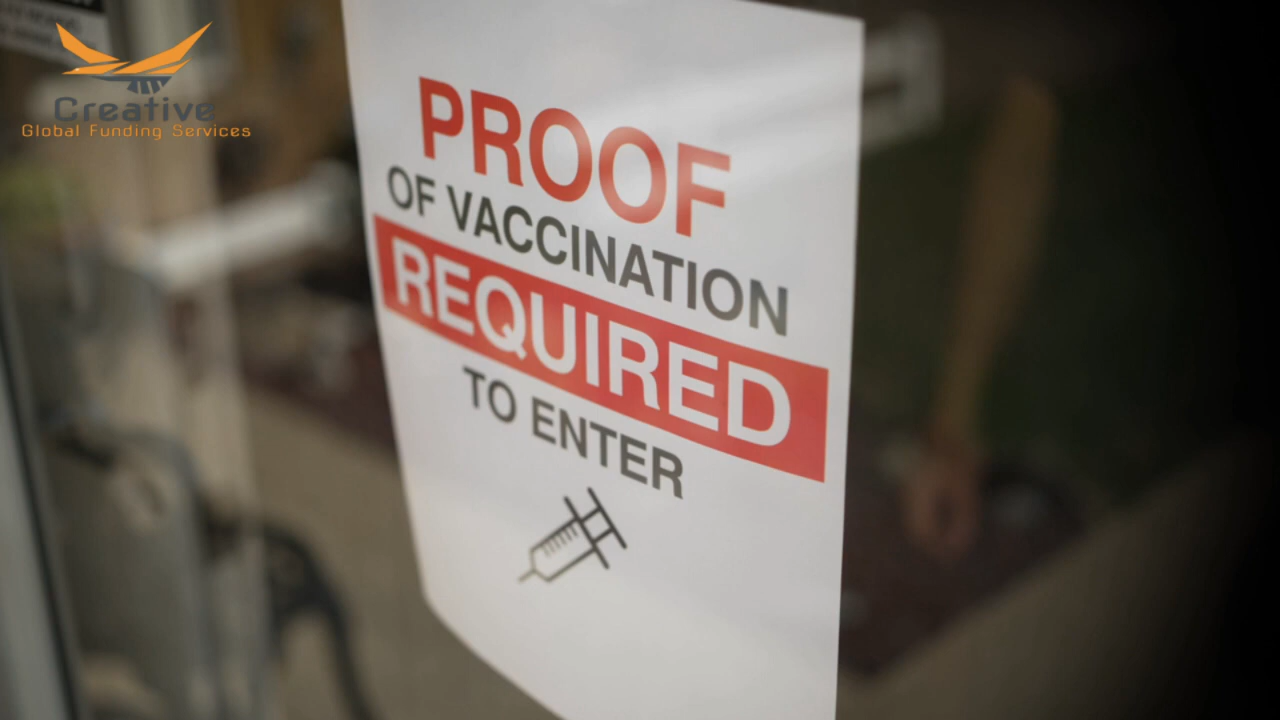 Creative
Global Funding Services
PROOF
OF VACCINATION
REQUIRED
TO ENTER